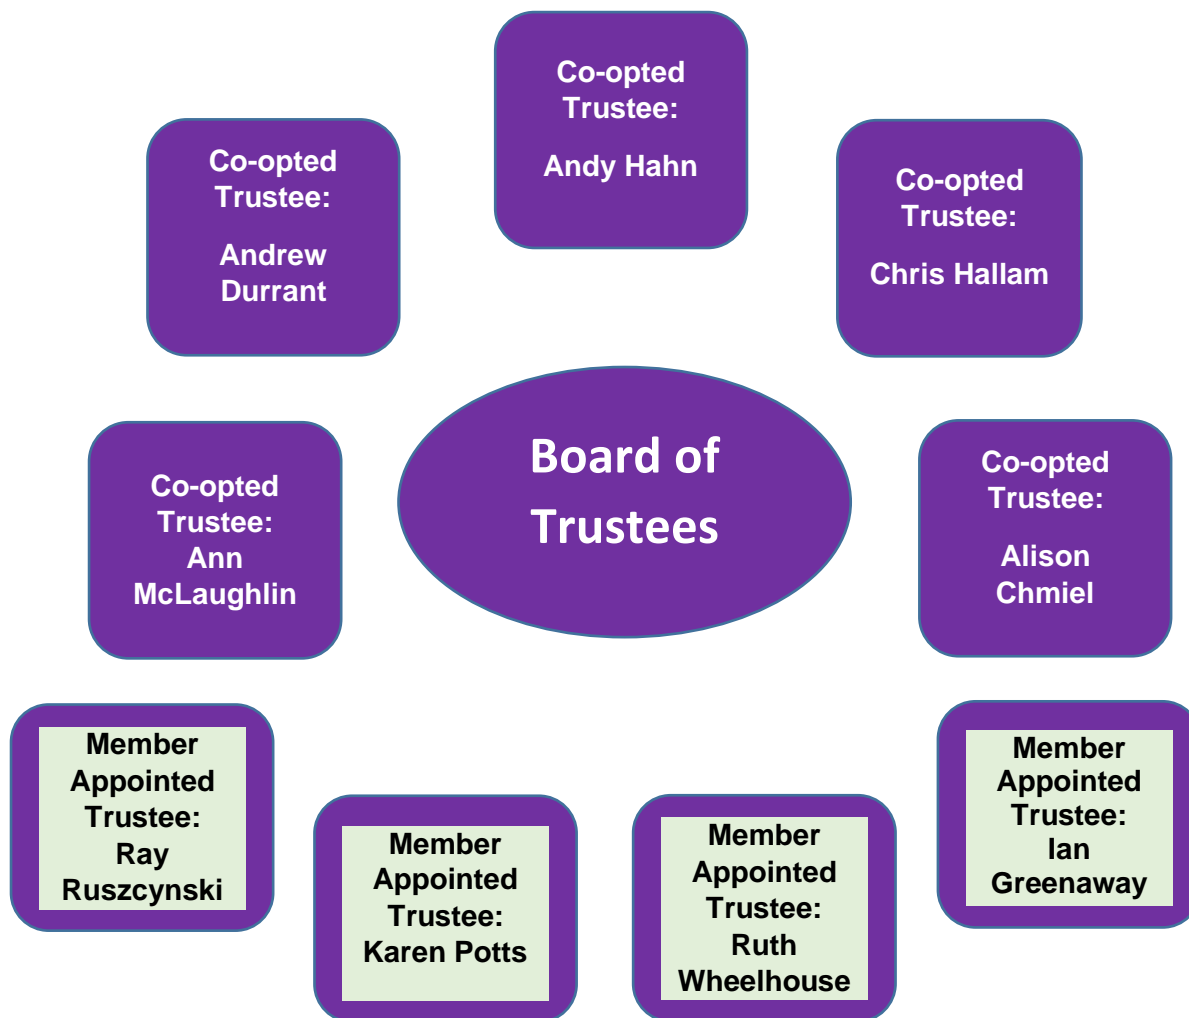 Co-opted
Trustee:
Andy Hahn
Co-opted
Trustee:
Andrew
Durrant
Co-opted
Trustee:
Chris Hallam
Board of
Trustees
Co-opted
Trustee:
Ann
McLaughlin
Co-opted
Trustee:
Alison
Chmiel
Member
Appointed
Trustee:
Ray
Ruszcynski
Member
Appointed
Trustee:
Karen Potts
Member
Appointed
Trustee:
Ruth
Wheelhouse
Member
Appointed
Trustee:
Ian
Greenaway